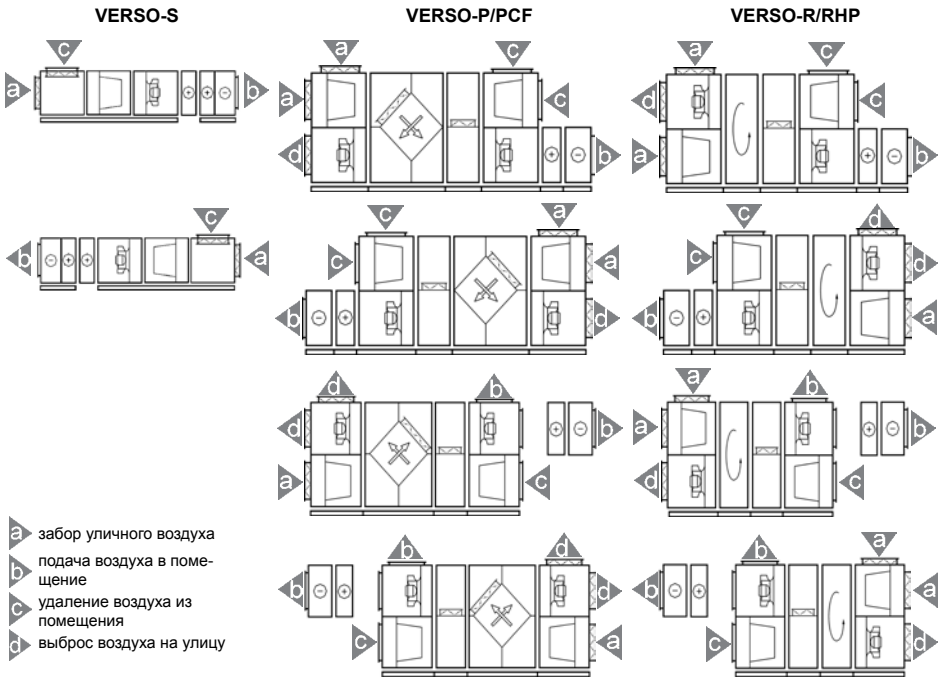 VERSO-S
VERSO-P/PCF
VERSO-R/RHP
c
a
b
a
c
a
c
d
b
a
c
d
c
a
b
c
b
a
c
a
c
a
b
d
c
d
c
d
b
a
d
b
d
b
a
c
a
b
a
b
d
c
b
d
b
d
c
a
b
a
b
a
c
d
a забор уличного воздуха
b подача воздуха в поме-
щение
c удаление воздуха из
помещения
d выброс воздуха на улицу